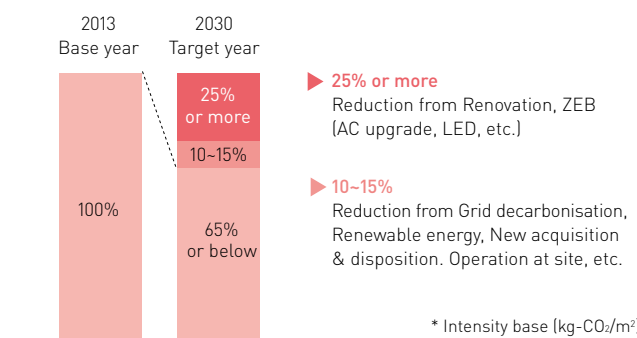 2013
Base year
2030
Target year
100%
25%
or more
10~15%
65%
or below
25% or more
Reduction from Renovation, ZEB
(AC upgrade, LED, etc.)
10~15%
Reduction from Grid decarbonisation,
Renewable energy, New acquisition
& disposition. Operation at site, etc.
* Intensity base (kg-CO₂/m²)